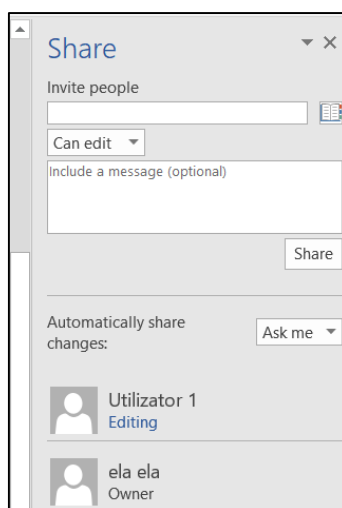 Share
Invite people
Can edit
Include a message (optional)
Share
Automatically share
changes:
Ask me
Utilizator 1
Editing
ela ela
Owner